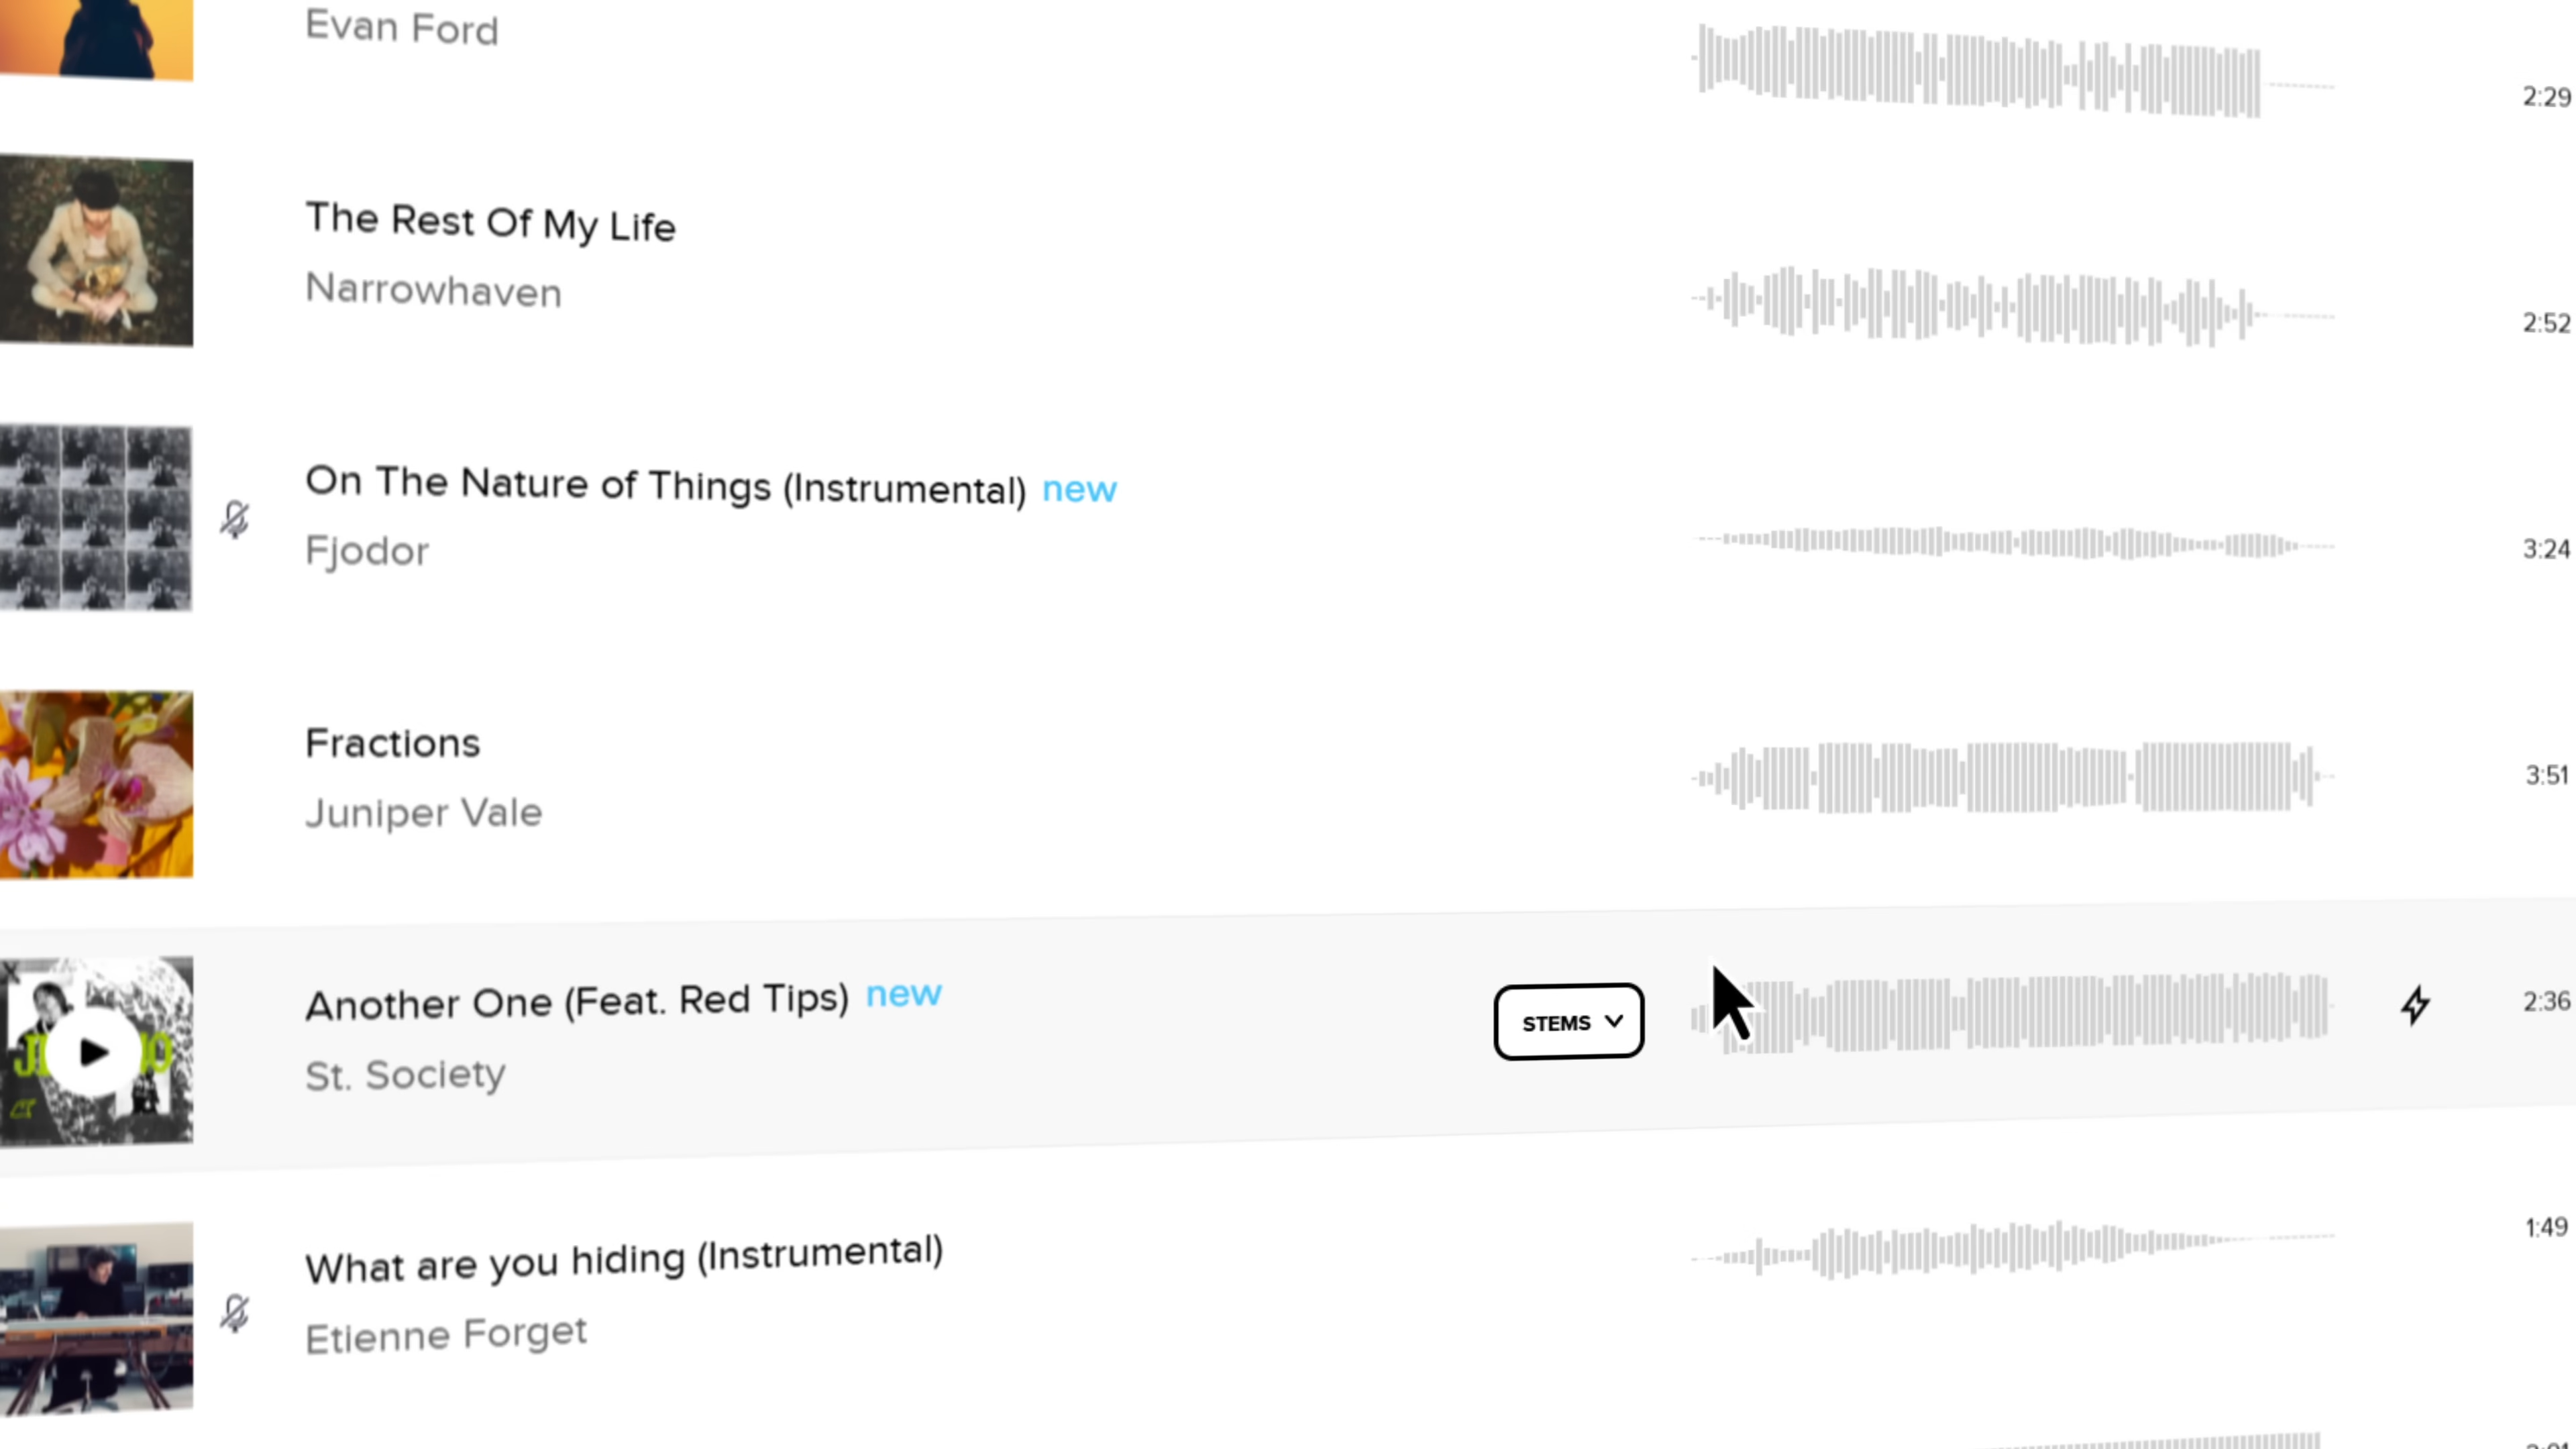 Evan Ford
2:29
The Rest Of My Life
Narrowhaven
2:52
On The Nature of Things (Instrumental) new
Fjodor
3:24
Fractions
Juniper Vale
3:51
Another One (Feat. Red Tips) new
St. Society
STEMS
2:36
What are you hiding (Instrumental)
Etienne Forget
1:49